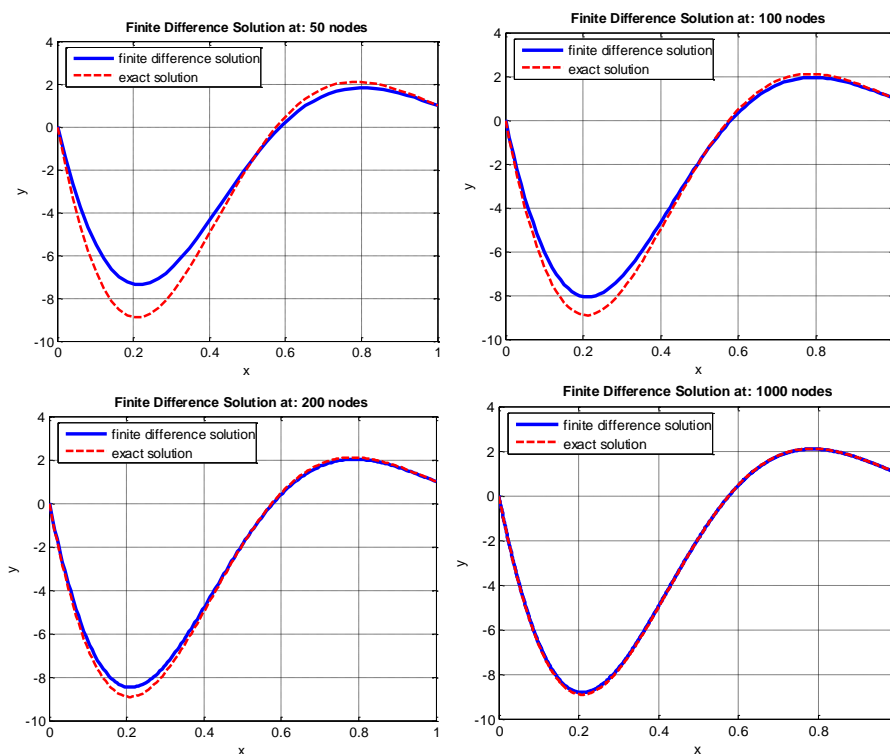 Finite Difference Solution at: 50 nodes
4
2
0
-2
-4
-6
-8
-10
y
finite difference solution
exact solution
0
0.2
0.4
0.6
0.8
1
x
Finite Difference Solution at: 100 nodes
4
2
0
-2
-4
-6
-8
-10
y
finite difference solution
exact solution
0
0.2
0.4
0.6
0.8
x
Finite Difference Solution at: 200 nodes
4
2
0
-2
-4
-6
-8
-10
y
finite difference solution
exact solution
0
0.2
0.4
0.6
0.8
1
x
Finite Difference Solution at: 1000 nodes
4
2
0
-2
-4
-6
-8
-10
y
finite difference solution
exact solution
0
0.2
0.4
0.6
0.8
x